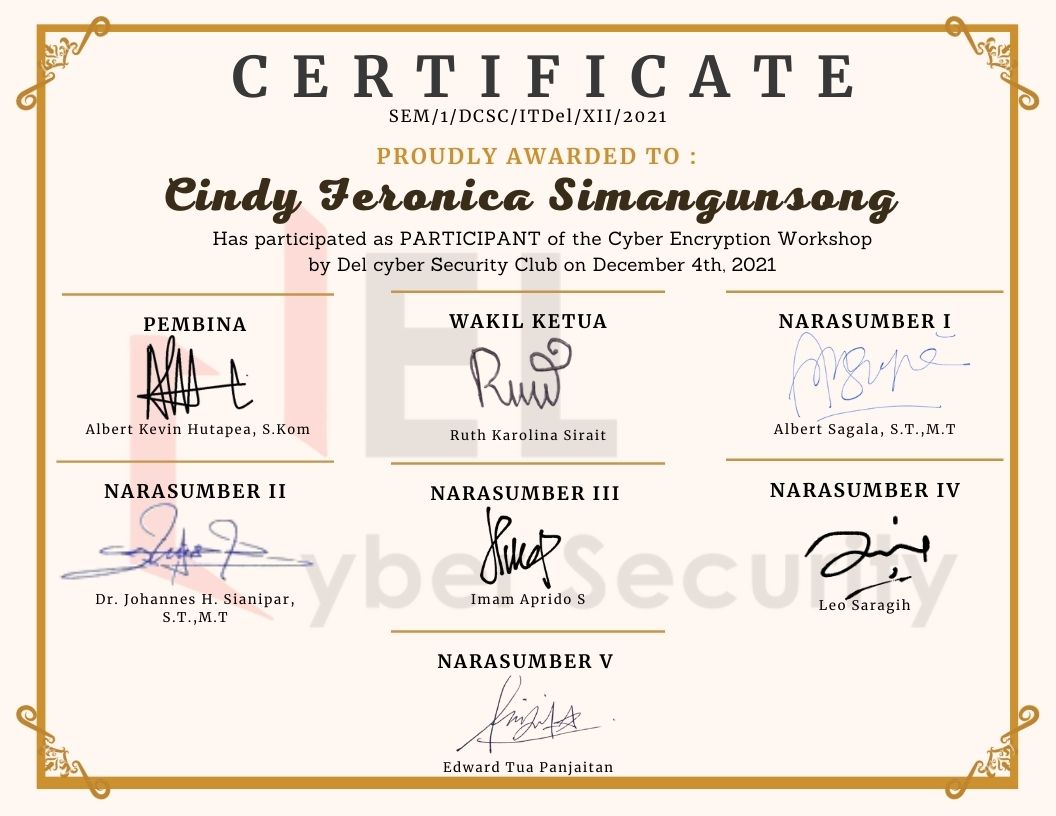 CERTIFICATE
SEM/1/DCSC/ITDel/XII/2021
PROUDLY AWARDED TO :
Cindy Feronica Simangunsong
Has participated as PARTICIPANT of the Cyber Encryption Workshop
by Del cyber Security Club on December 4th, 2021
PEMBINA
Albert Kevin Hutapea, S.Kom
WAKIL KETUA
Ruth Karolina Sirait
NARASUMBER I
Albert Sagala, S.T.,M.T
NARASUMBER II
Dr. Johannes H. Sianipar,
S.T.,M.T
NARASUMBER III
Imam Aprido S
NARASUMBER IV
Leo Saragih
NARASUMBER V
Edward Tua Panjaitan
EL
yber Security